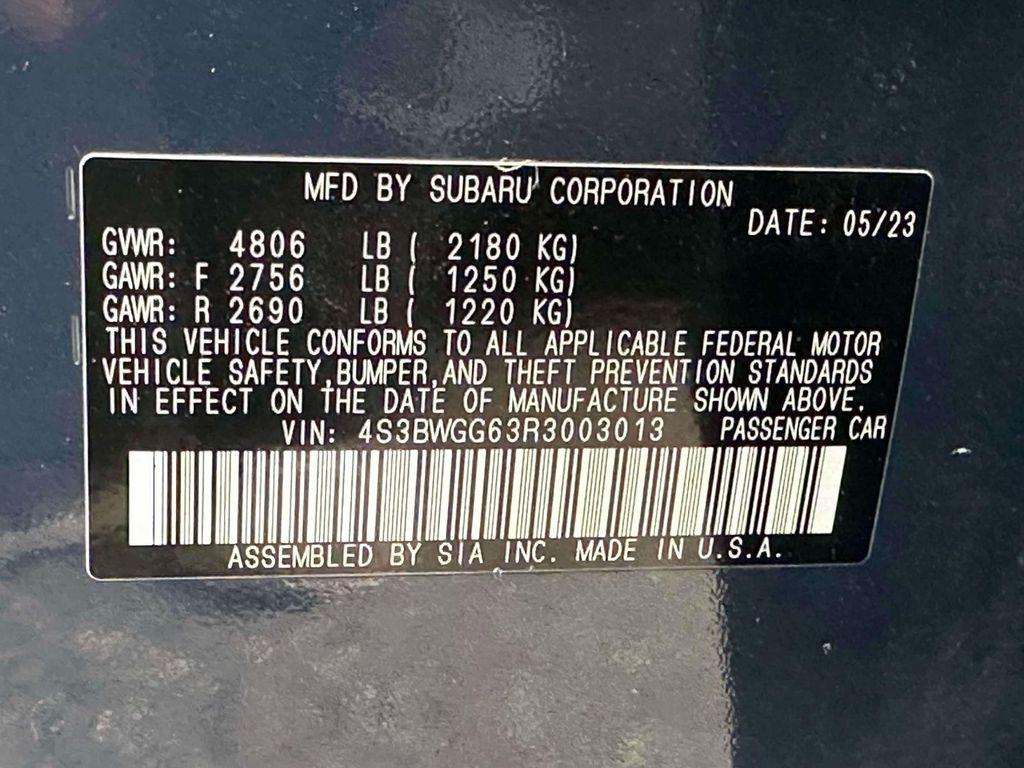 MFD BY SUBARU CORPORATION
DATE: 05/23
GVWR: 4806 LB ( 2180 KG)
GAWR: F 2756 LB ( 1250 KG)
GAWR: R 2690 LB ( 1220 KG)
THIS VEHICLE CONFORMS TO ALL APPLICABLE FEDERAL MOTOR
VEHICLE SAFETY,BUMPER,AND THEFT PREVENTION STANDARDS
IN EFFECT ON THE DATE OF MANUFACTURE SHOWN ABOVE.
VIN: 4S3BWGG63R3003013 PASSENGER CAR
ASSEMBLED BY SIA INC. MADE IN U.S.A.